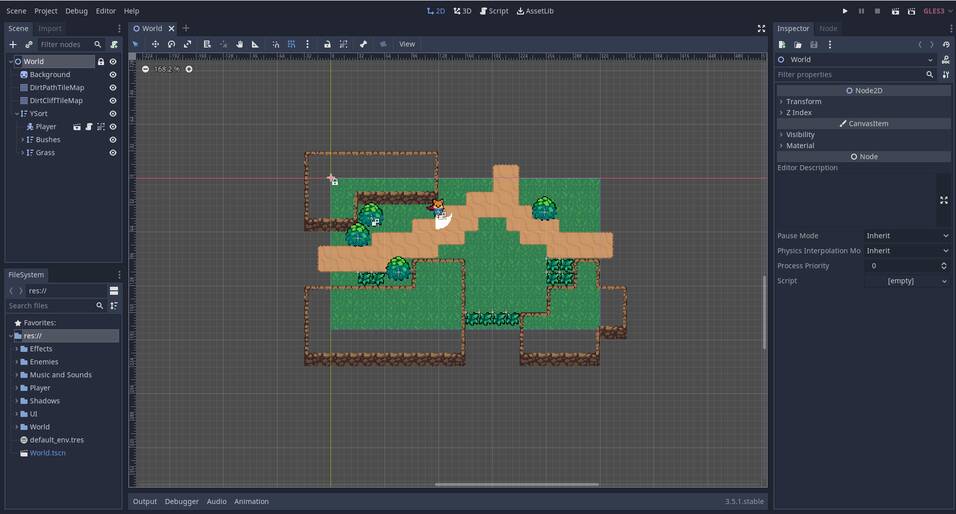 Scene Project Debug Editor Help
2D 3D Script AssetLib
GLES3
Scene Import
Filter nodes
World
Background
DirtPathTileMap
DirtCliffTileMap
YSort
Player
Bushes
Grass
FileSystem
res://
Search files
Favorites:
res://
Effects
Enemies
Music and Sounds
Player
Shadows
UI
World
default_env.tres
World.tscn
World
View
168.2 %
Output Debugger Audio Animation
3.5.1.stable
Inspector Node
World
Filter properties
Node2D
Transform
Z Index
CanvasItem
Visibility
Material
Node
Editor Description
Pause Mode Inherit
Physics Interpolation Mo Inherit
Process Priority 0
Script [empty]